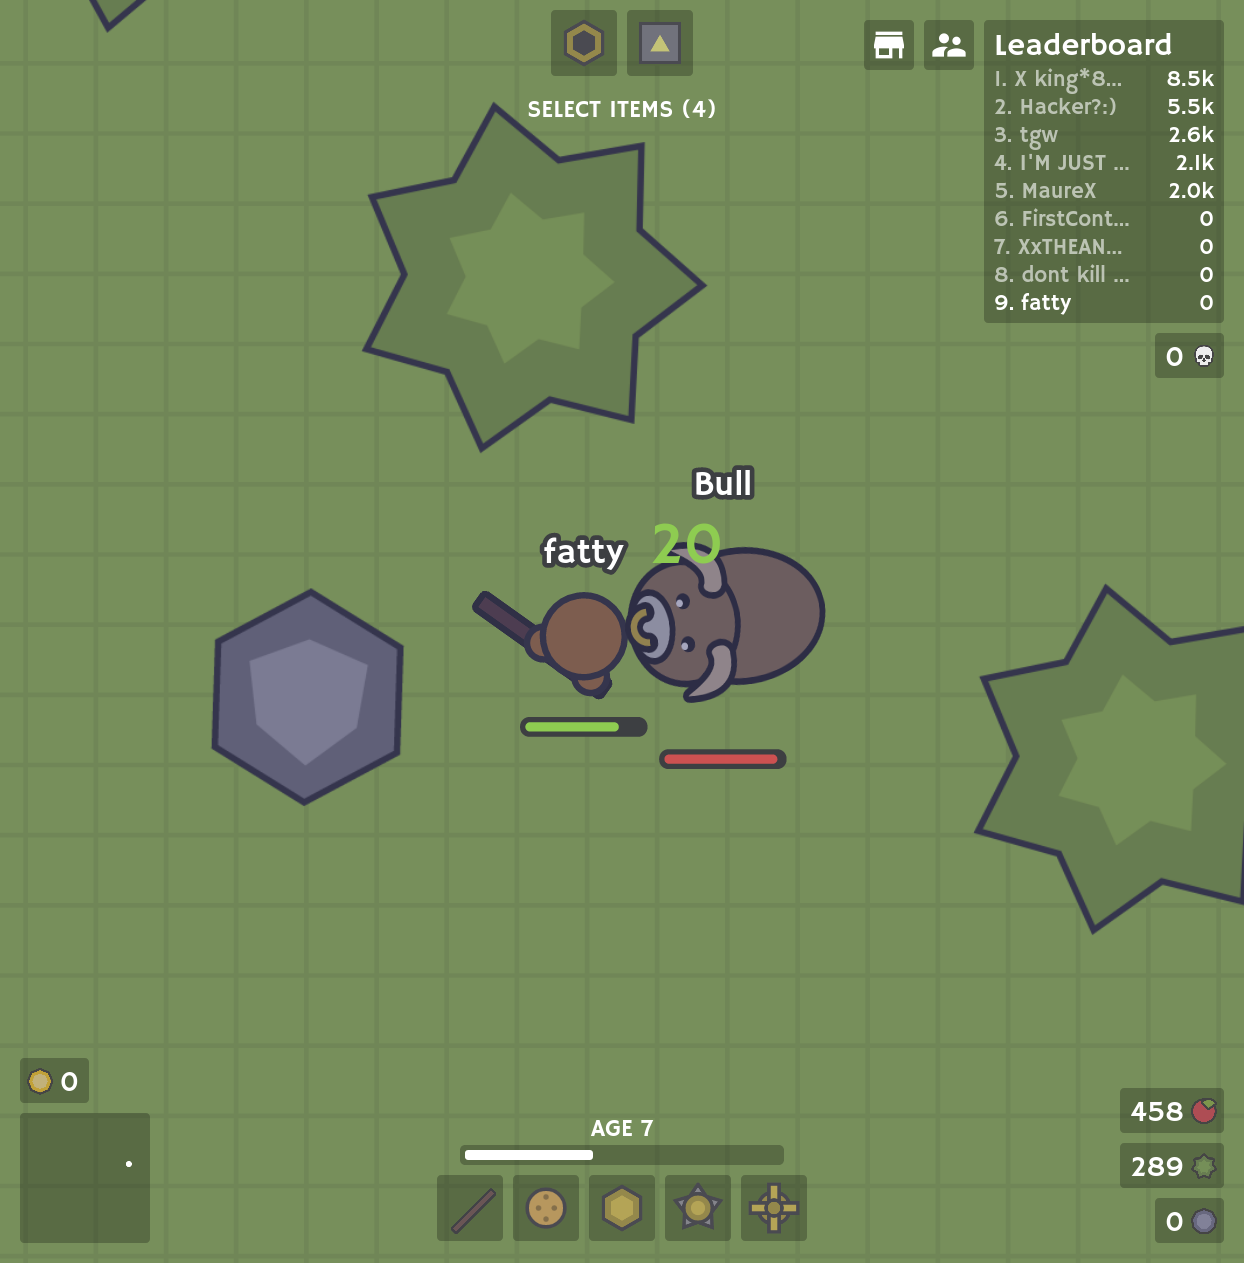 SELECT ITEMS (4)
Leaderboard
1. X king*8... 8.5k
2. Hacker?:) 5.5k
3. tgw 2.6k
4. I'M JUST ... 2.1k
5. MaureX 2.0k
6. FirstCont... 0
7. XxTHEAN... 0
8. dont kill ... 0
9. fatty 0
0
Bull
20
fatty
0
458
AGE 7
289
0